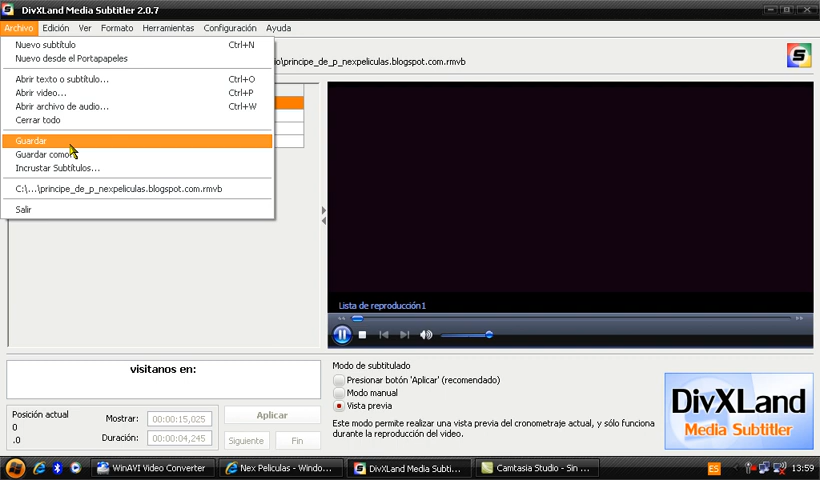 DivXLand Media Subtitler 2.0.7
Archivo Edición Ver Formato Herramientas Configuración Ayuda
Nuevo subtítulo Ctrl+N
Nuevo desde el Portapapeles
Abrir texto o subtítulo... Ctrl+O
Abrir video... Ctrl+P
Abrir archivo de audio... Ctrl+W
Cerrar todo
Guardar
Guardar como
Incrustar Subtítulos...
C:\...\principe_de_p_nexpeliculas.blogspot.com.rmvb
Salir
io\principe_de_p_nexpeliculas.blogspot.com.rmvb
S
Lista de reproducción1
visitanos en:
Posición actual
0
.0
Mostrar: 00:00:15,025
Duración: 00:00:04,245
Aplicar
Siguiente Fin
Modo de subtitulado
Presionar botón 'Aplicar' (recomendado)
Modo manual
Vista previa
Este modo permite realizar una vista previa del cronometraje actual, y sólo funciona
durante la reproducción del video.
DivXLand
Media Subtitler
WinAVI Video Converter
Nex Peliculas - Windo...
DivXLand Media Subti...
Camtasia Studio - Sin ...
ES
13:59